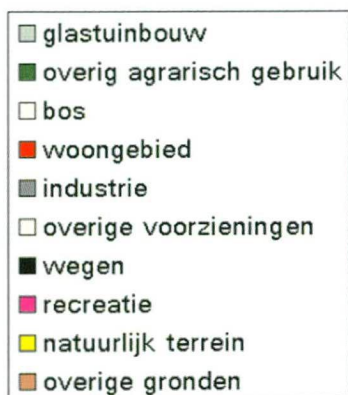 glastuinbouw
overig agrarisch gebruik
bos
woongebied
industrie
overige voorzieningen
wegen
recreatie
natuurlijk terrein
overige gronden